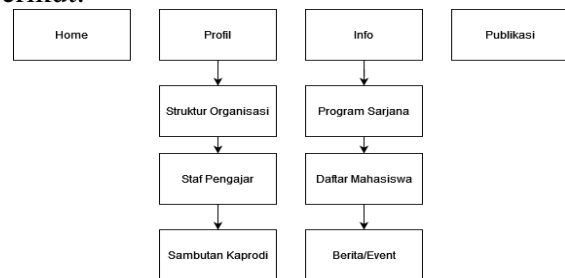 Home
Profil
Info
Publikasi
Struktur Organisasi
Program Sarjana
Staf Pengajar
Daftar Mahasiswa
Sambutan Kaprodi
Berita/Event